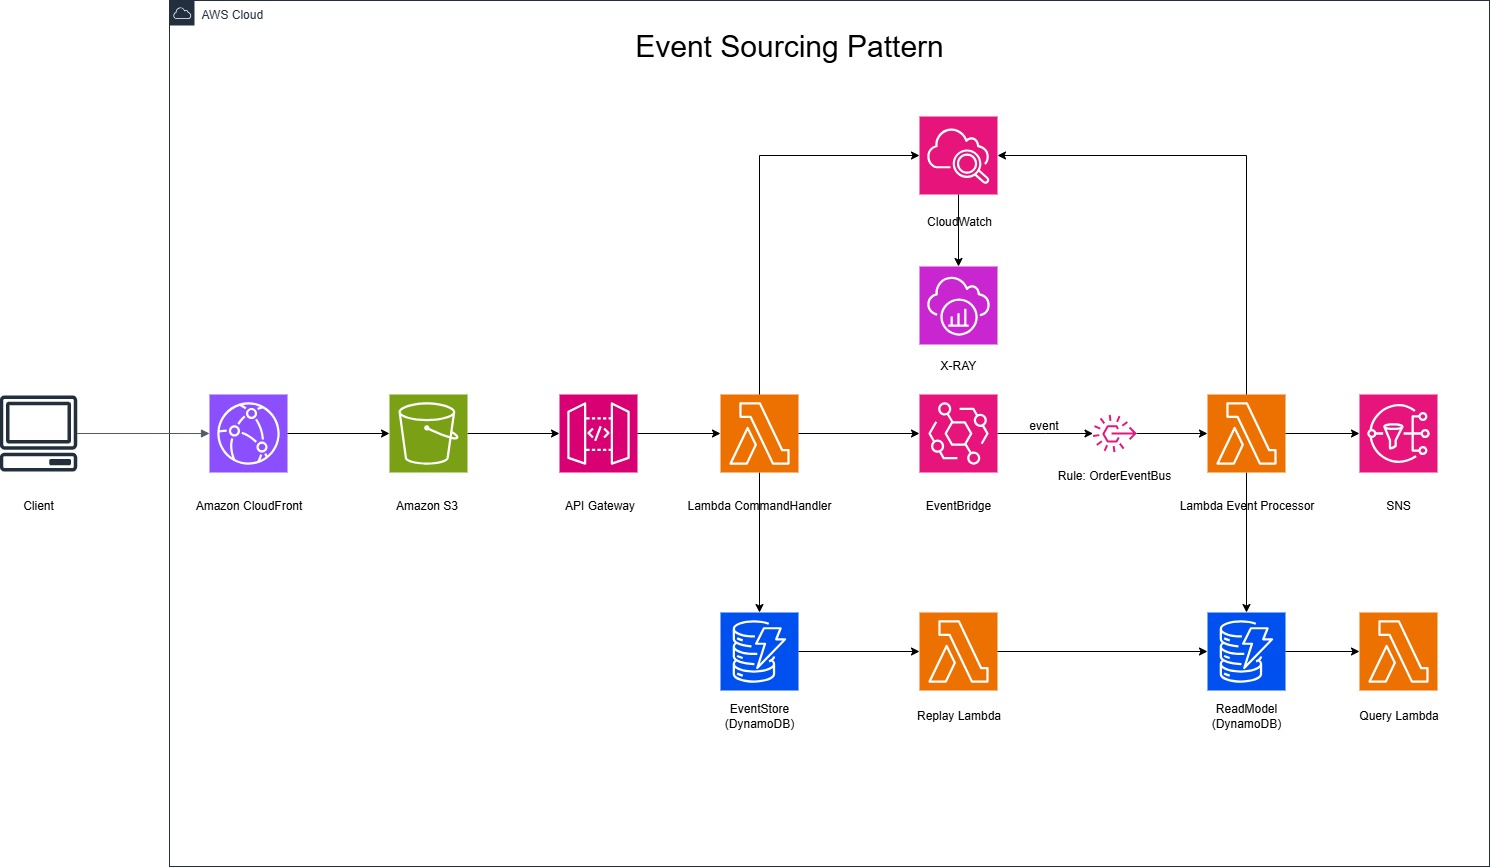 AWS Cloud
Event Sourcing Pattern
CloudWatch
X-RAY
event
Rule: OrderEventBus
Client
Amazon CloudFront
Amazon S3
API Gateway
Lambda CommandHandler
EventBridge
Lambda Event Processor
SNS
EventStore
(DynamoDB)
Replay Lambda
ReadModel
(DynamoDB)
Query Lambda